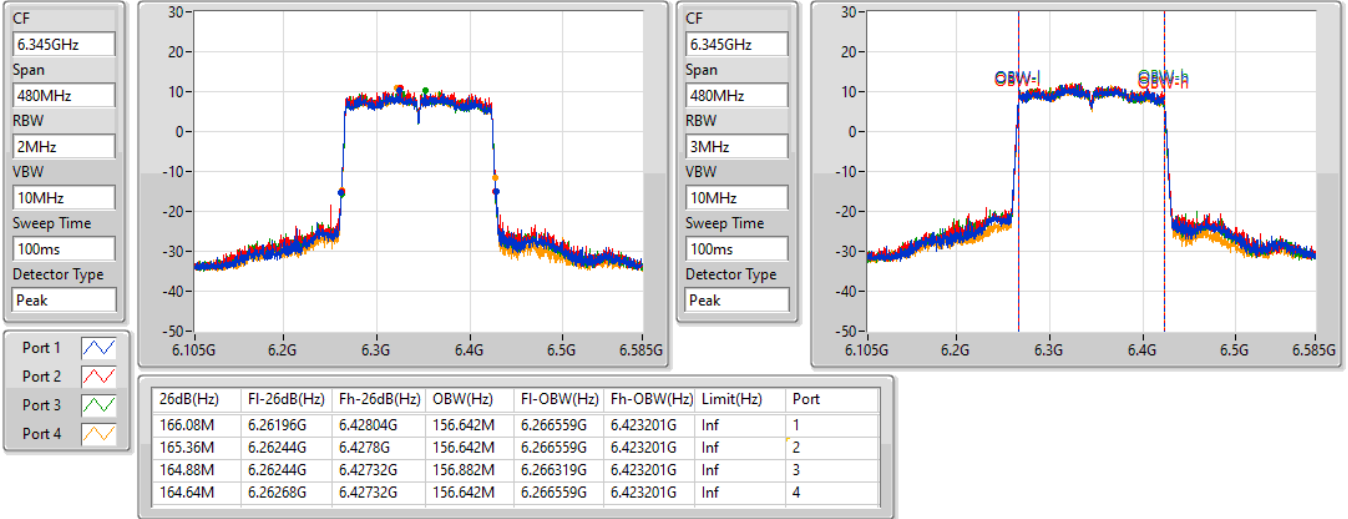 CF
6.345GHz
Span
480MHz
RBW
2MHz
VBW
10MHz
Sweep Time
100ms
Detector Type
Peak
30
20
10
0
-10
-20
-30
-40
-50
6.105G 6.2G 6.3G 6.4G 6.5G 6.585G
CF
6.345GHz
Span
480MHz
RBW
3MHz
VBW
10MHz
Sweep Time
100ms
Detector Type
Peak
30
20
10
0
-10
-20
-30
-40
-50
OBW-l OBW-h
6.105G 6.2G 6.3G 6.4G 6.5G 6.585G
Port 1
Port 2
Port 3
Port 4
26dB(Hz) Fl-26dB(Hz) Fh-26dB(Hz) OBW(Hz) Fl-OBW(Hz) Fh-OBW(Hz) Limit(Hz) Port
166.08M 6.26196G 6.42804G 156.642M 6.266559G 6.423201G Inf 1
165.36M 6.26244G 6.4278G 156.642M 6.266559G 6.423201G Inf 2
164.88M 6.26244G 6.42732G 156.882M 6.266319G 6.423201G Inf 3
164.64M 6.26268G 6.42732G 156.642M 6.266559G 6.423201G Inf 4